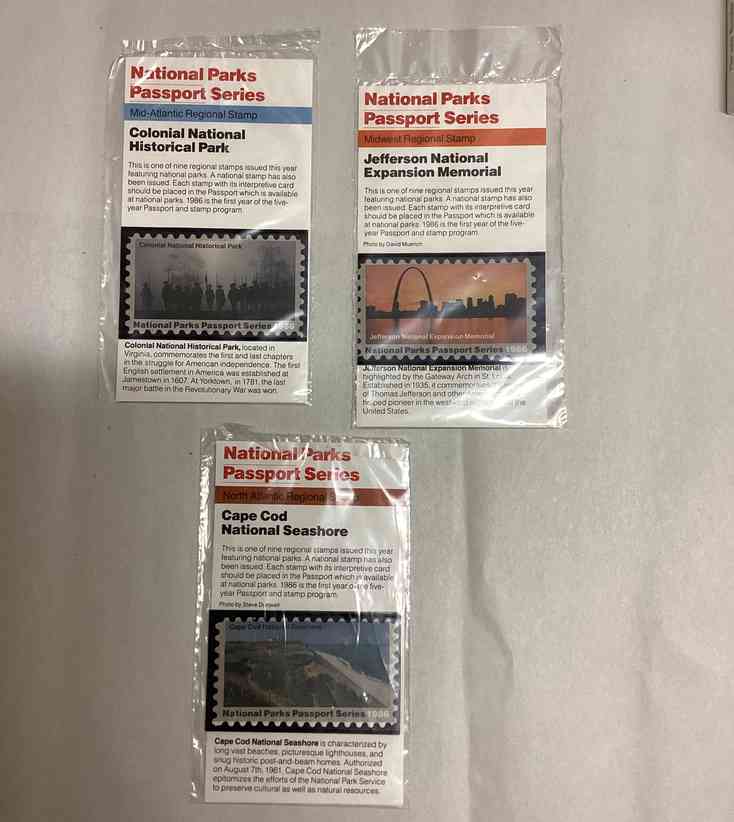 National Parks
Passport Series
Mid-Atlantic Regional Stamp
Colonial National
Historical Park
This is one of nine regional stamps issued this year
featuring national parks. A national stamp has also
been issued. Each stamp with its interpretive card
should be placed in the Passport which is available
at national parks. 1986 is the first year of the five-
year Passport and stamp program.
Colonial National Historical Park
National Parks Passport Series 1986
Colonial National Historical Park, located in
Virginia, commemorates the first and last chapters
in the struggle for American independence. The first
English settlement in America was established at
Jamestown in 1607. At Yorktown, in 1781, the last
major battle in the Revolutionary War was won.
National Parks
Passport Series
Midwest Regional Stamp
Jefferson National
Expansion Memorial
This is one of nine regional stamps issued this year
featuring national parks. A national stamp has also
been issued. Each stamp with its interpretive card
should be placed in the Passport which is available
at national parks. 1986 is the first year of the five-
year Passport and stamp program.
Photo by David Muench
Jefferson National Expansion Memorial
National Parks Passport Series 1986
Jefferson National Expansion Memorial is
highlighted by the Gateway Arch in St.
Established in 1935, it commemorates
of Thomas Jefferson and other
pioneer in the the
United States.
National Parks
Passport Series
North Atlantic Regional Stamp
Cape Cod
National Seashore
This is one of nine regional stamps issued this year
featuring national parks. A national stamp has also
been issued. Each stamp with its interpretive card
should be placed in the Passport which is available
at national parks. 1986 is the first year of the five-
year Passport and stamp program.
Photo by Steve Dunwell
Cape Cod National Seashore
National Parks Passport Series 1986
Cape Cod National Seashore is characterized by
long vast beaches, picturesque lighthouses, and
snug historic post-and-beam homes. Authorized
on August 7th, 1961, Cape Cod National Seashore
epitomizes the efforts of the National Park Service
to preserve cultural as well as natural resources.